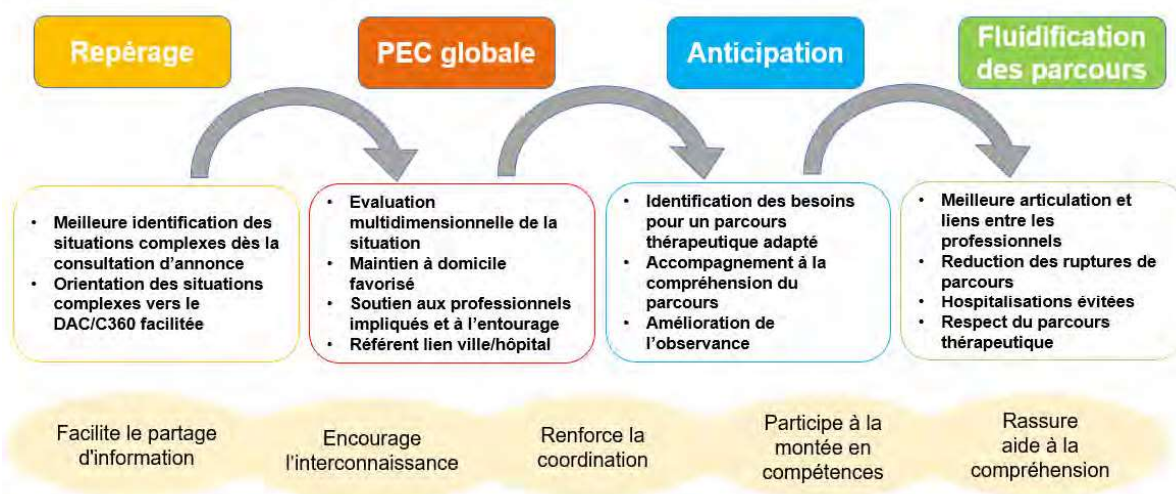 Repérage
PEC globale
Anticipation
Fluidification
des parcours
• Meilleure identification des
situations complexes dès la
consultation d'annonce
• Orientation des situations
complexes vers le
DAC/C360 facilitée
• Evaluation
multidimensionnelle de la
situation
• Maintien à domicile
favorisé
• Soutien aux professionnels
impliqués et à l'entourage
• Référent lien ville/hôpital
• Identification des besoins
pour un parcours
thérapeutique adapté
• Accompagnement à la
compréhension du
parcours
• Amélioration de
l'observance
• Meilleure articulation et
liens entre les
professionnels
• Reduction des ruptures de
parcours
• Hospitalisations évitées
• Respect du parcours
thérapeutique
Facilite le partage
d'information
Encourage
l'interconnaissance
Renforce la
coordination
Participe à la
montée en
compétences
Rassure
aide à la
compréhension